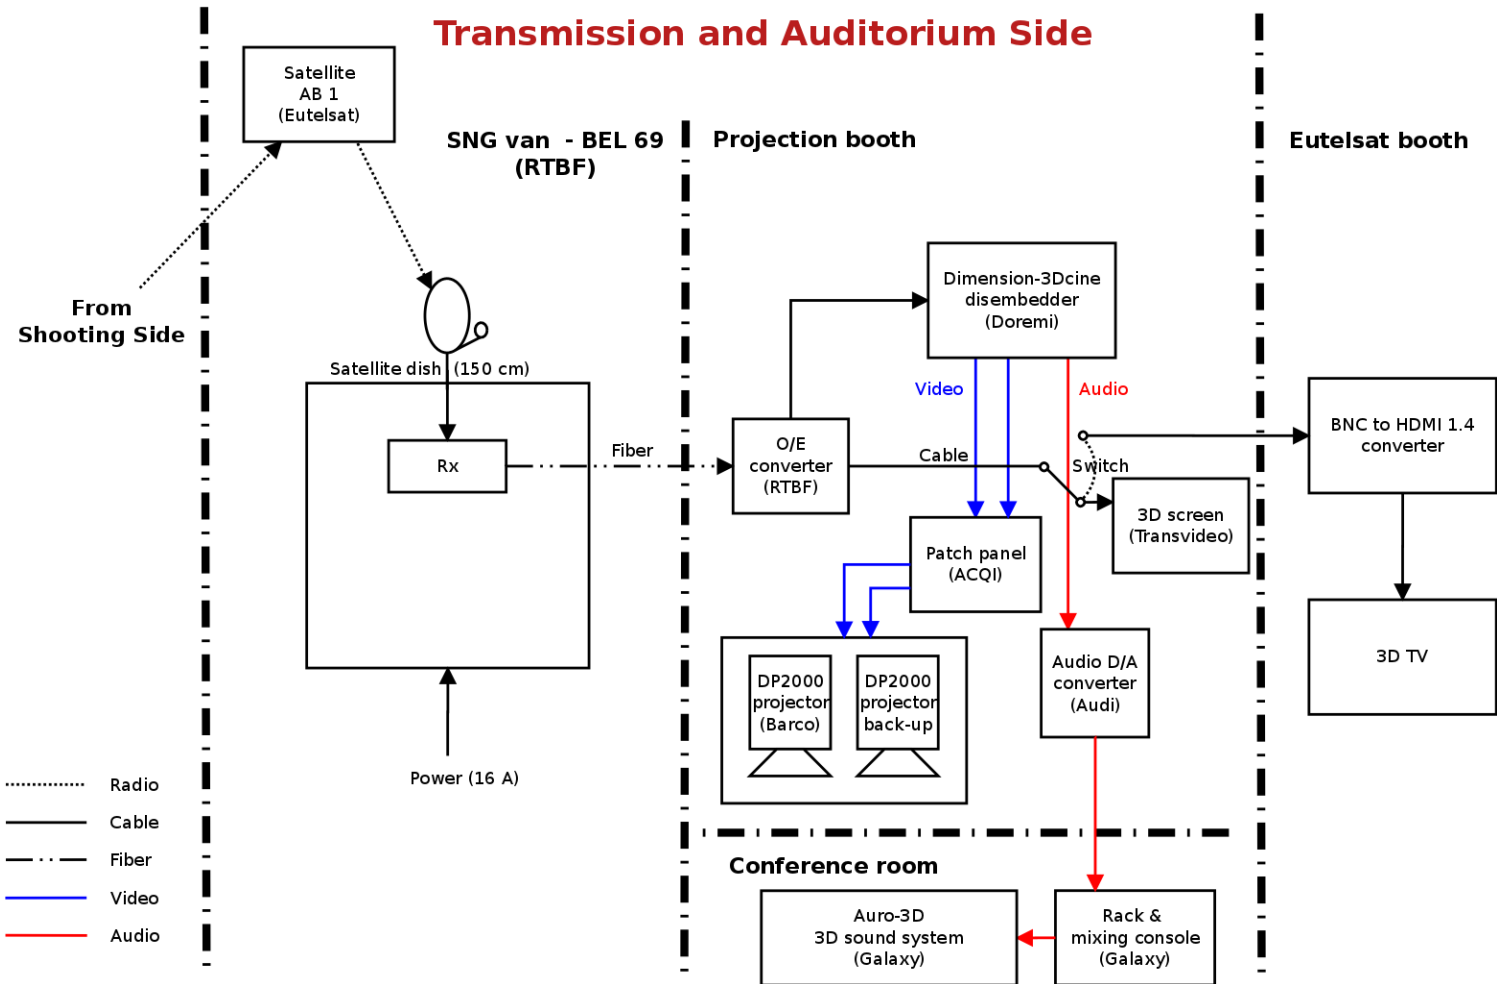 Transmission and Auditorium Side
Satellite
AB 1
(Eutelsat)
SNG van - BEL 69
(RTBF)
Projection booth
Eutelsat booth
From
Shooting Side
Satellite dish (150 cm)
Rx
Fiber
Power (16 A)
Dimension-3Dcine
disembedder
(Doremi)
Video
Audio
O/E
converter
(RTBF)
Cable
Switch
3D screen
(Transvideo)
BNC to HDMI 1.4
converter
3D TV
Patch panel
(ACQI)
DP2000
projector
(Barco)
DP2000
projector
back-up
Audio D/A
converter
(Audi)
Conference room
Auro-3D
3D sound system
(Galaxy)
Rack &
mixing console
(Galaxy)
Radio
Cable
Fiber
Video
Audio